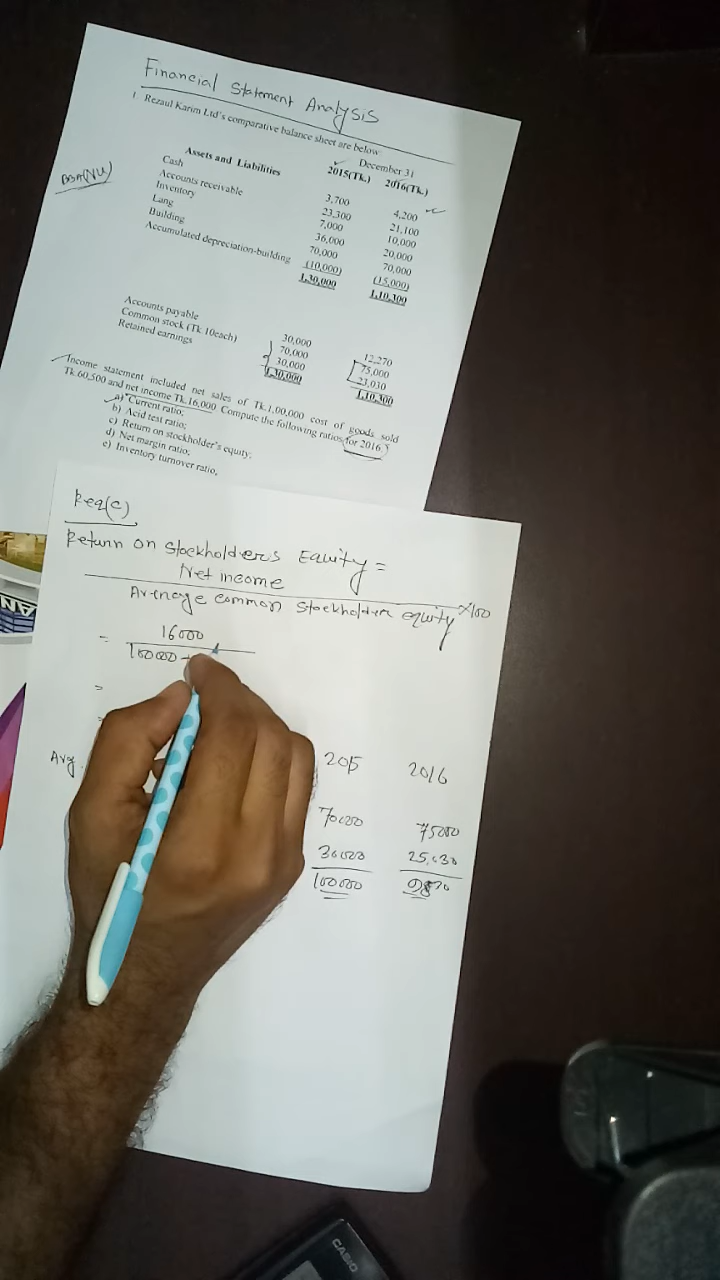 Financial Statement Analysis
1. Rezaul Karim Ltd's comparative balance sheet are below:
BBA(NU)
Assets and Liabilities December 31
2015(Tk.) 2016(Tk.)
Cash 3,700 4,200
Accounts receivable 23,300 21,100
Inventory 7,000 10,000
Lang 36,000 20,000
Building 70,000 70,000
Accumulated depreciation-building (10,000) (15,000)
1,30,000 1,10,300
Accounts payable 30,000 12,270
Common stock (Tk 10each) 70,000 75,000
Retained earnings 30,000 23,030
1,30,000 1,10,300
Income statement included net sales of Tk.1,00,000 cost of goods sold
Tk 60,500 and net income Tk.16,000 Compute the following ratios for 2016
a) Current ratio;
b) Acid test ratio;
c) Return on stockholder's equity;
d) Net margin ratio;
e) Inventory turnover ratio,
Req(c)
Return on stockholders Equity =
Net income
Average common stockholder equity ×100
= 16000
100000 +
=
Avg. 2015 2016
70000 75000
30000
100000
CASIO